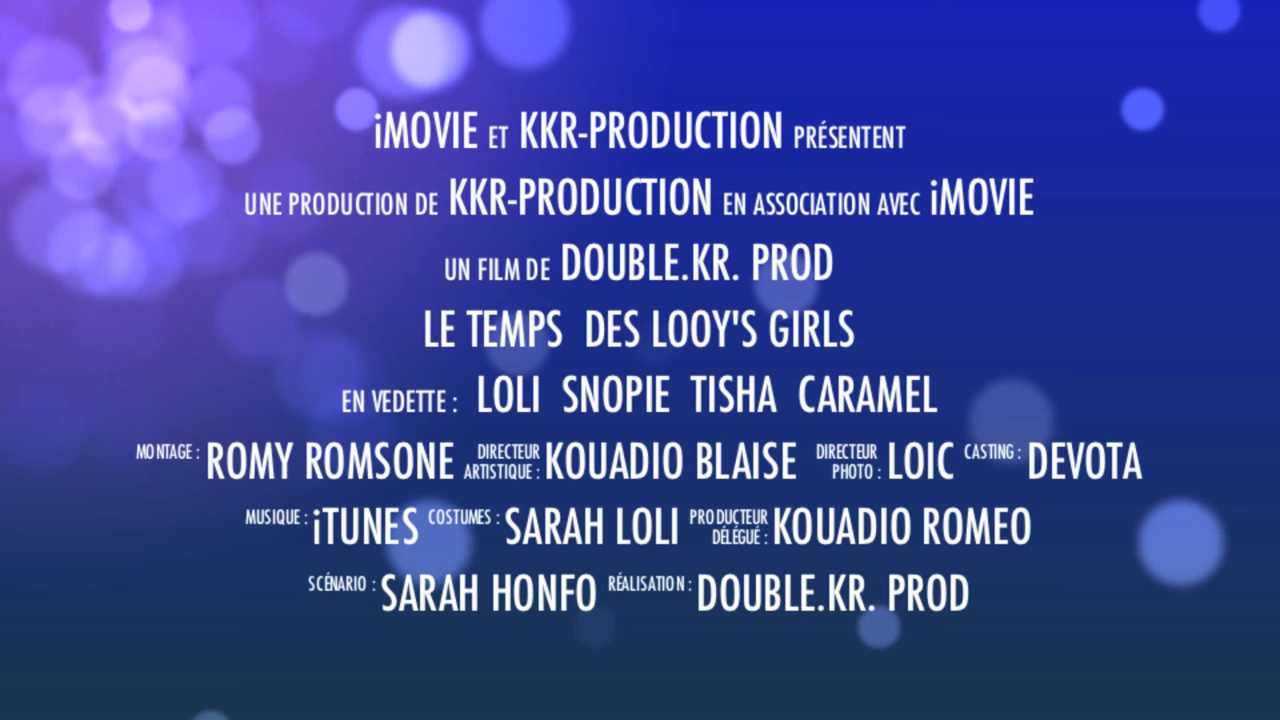 iMOVIE ET KKR-PRODUCTION PRÉSENTENT
UNE PRODUCTION DE KKR-PRODUCTION EN ASSOCIATION AVEC iMOVIE
UN FILM DE DOUBLE.KR. PROD
LE TEMPS DES LOOY'S GIRLS
EN VEDETTE : LOLI SNOPIE TISHA CARAMEL
MONTAGE : ROMY ROMSONE DIRECTEUR ARTISTIQUE : KOUADIO BLAISE DIRECTEUR PHOTO : LOIC CASTING : DEVOTA
MUSIQUE : iTUNES COSTUMES : SARAH LOLI PRODUCTEUR DÉLÉGUÉ : KOUADIO ROMEO
SCÉNARIO : SARAH HONFO RÉALISATION : DOUBLE.KR. PROD